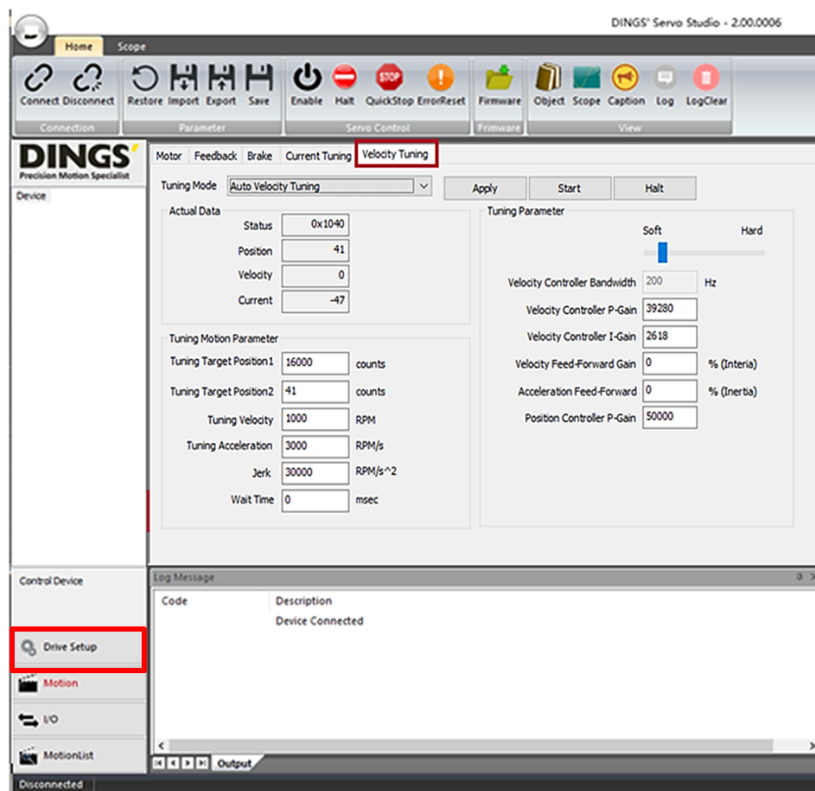 DINGS' Servo Studio - 2.00.0006
Home Scope
Connect Disconnect Restore Import Export Save Enable Halt QuickStop ErrorReset Firmware Object Scope Caption Log LogClear
STOP
Connection Parameter Servo Control Frimware View
DINGS'
Precision Motion Specialist
Device
Motor Feedback Brake Current Tuning Velocity Tuning
Tuning Mode Auto Velocity Tuning Apply Start Halt
Actual Data
Status 0x1040
Position 41
Velocity 0
Current -47
Tuning Motion Parameter
Tuning Target Position1 16000 counts
Tuning Target Position2 41 counts
Tuning Velocity 1000 RPM
Tuning Acceleration 3000 RPM/s
Jerk 30000 RPM/s^2
Wait Time 0 msec
Tuning Parameter
Soft Hard
Velocity Controller Bandwidth 200 Hz
Velocity Controller P-Gain 39280
Velocity Controller I-Gain 2618
Velocity Feed-Forward Gain 0 % (Interia)
Acceleration Feed-Forward 0 % (Inertia)
Position Controller P-Gain 50000
Control Device
Drive Setup
Motion
I/O
MotionList
Log Message
Code Description
Device Connected
Output
Disconnected